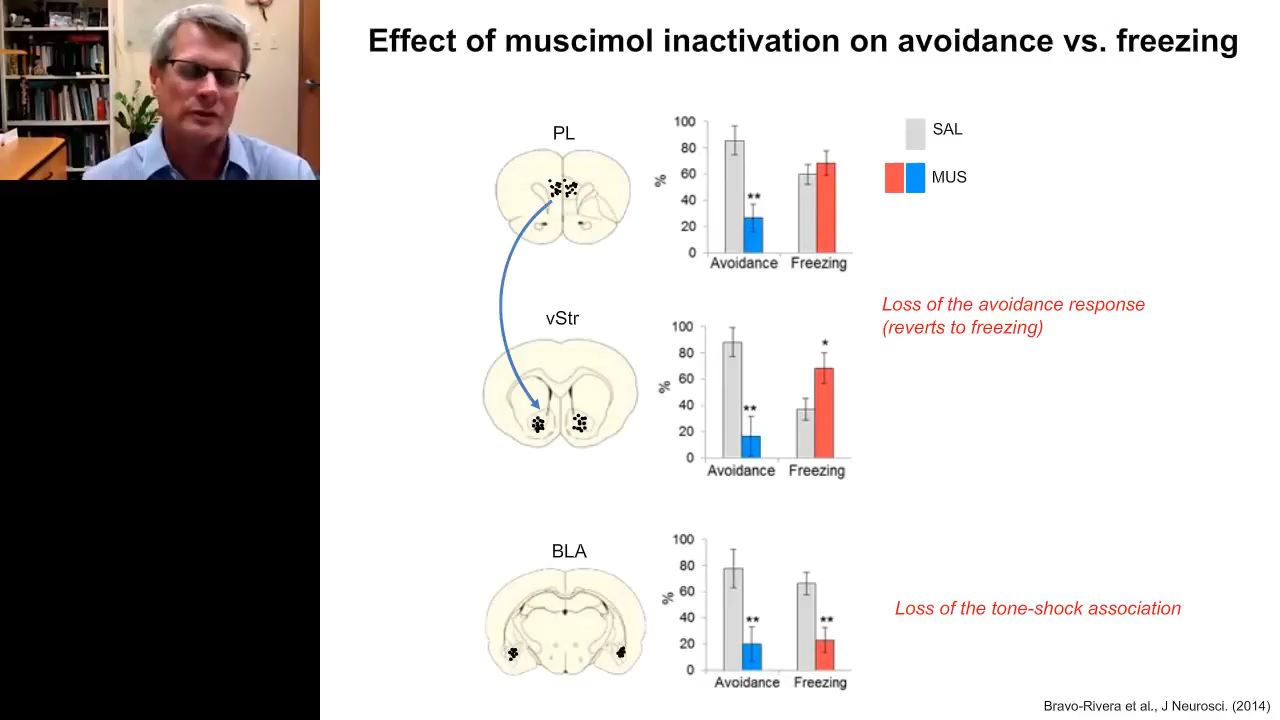 Effect of muscimol inactivation on avoidance vs. freezing
PL
100
80
60
40
20
0
%
**
Avoidance
Freezing
SAL
MUS
Loss of the avoidance response
(reverts to freezing)
vStr
100
80
60
40
20
0
%
**
*
Avoidance
Freezing
BLA
100
80
60
40
20
0
%
**
**
Avoidance
Freezing
Loss of the tone-shock association
Bravo-Rivera et al., J Neurosci. (2014)